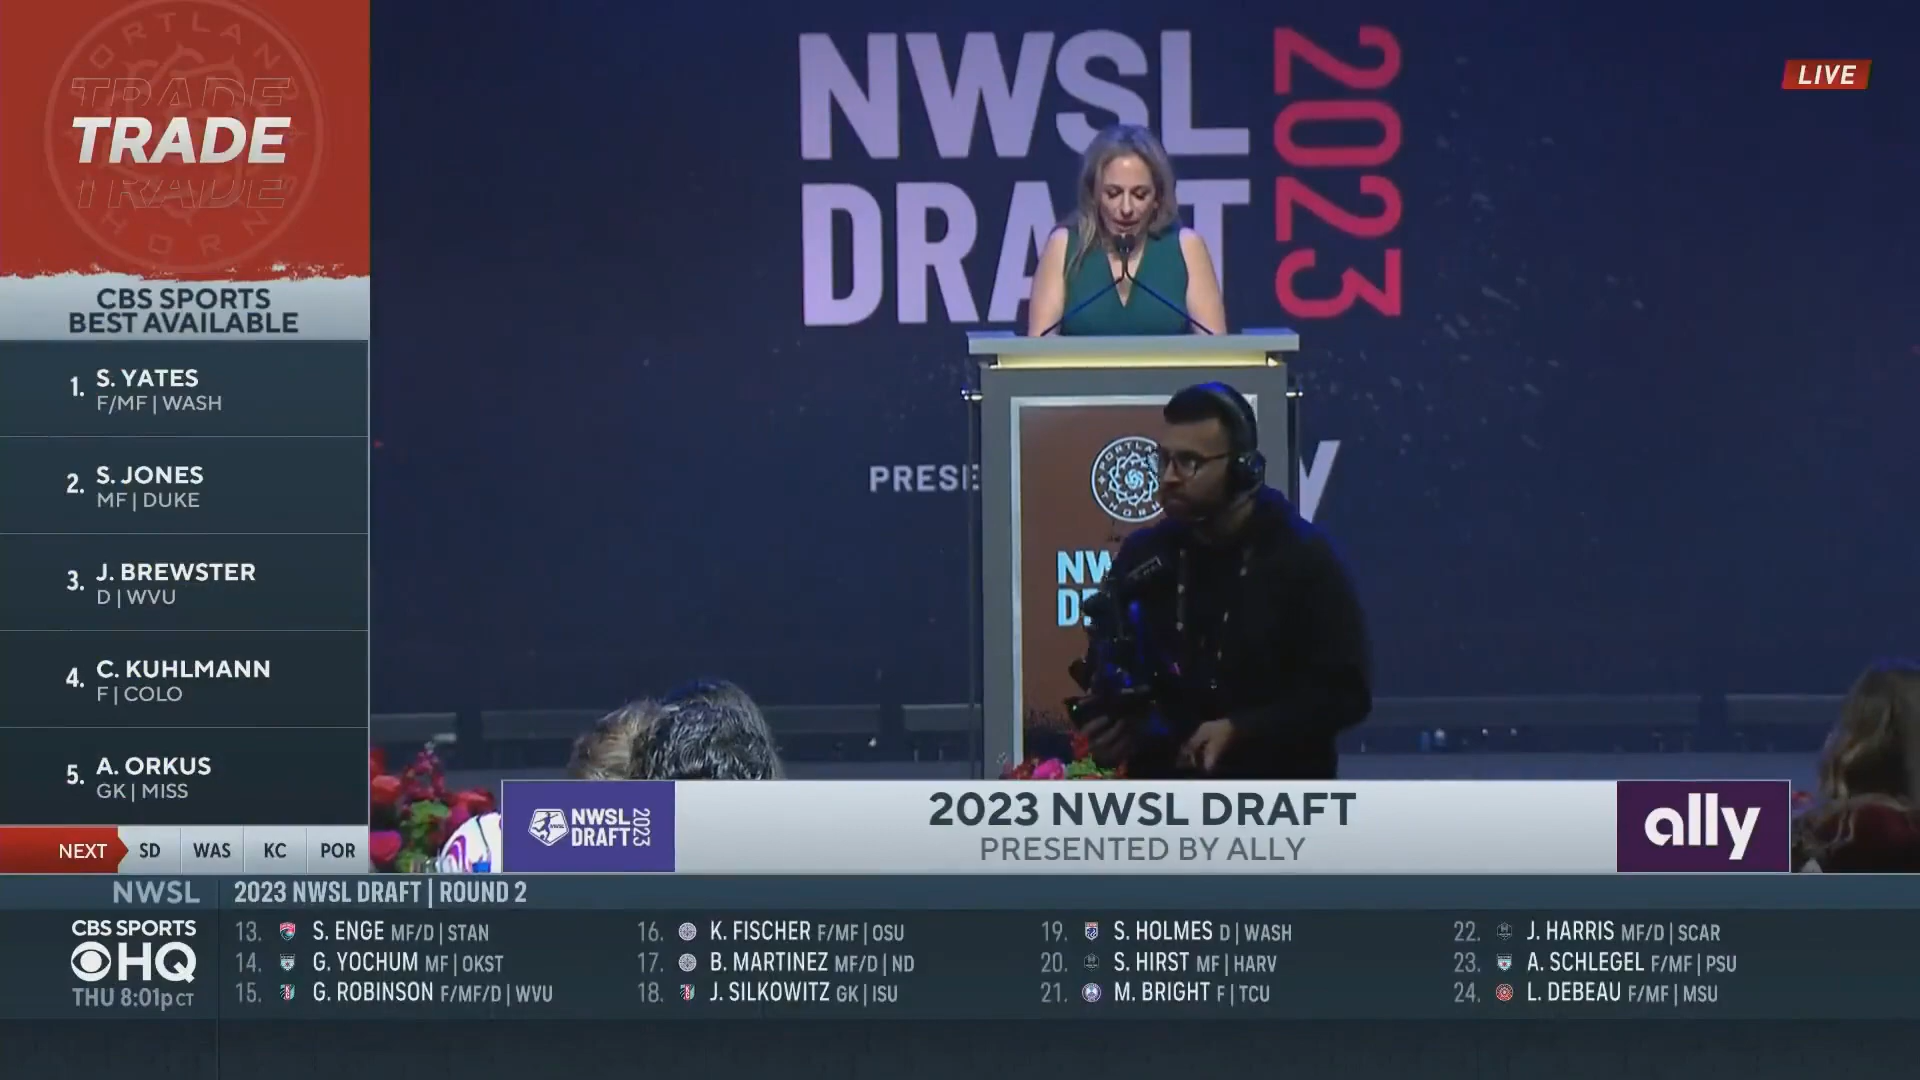 TRADE
TRADE
TRADE
CBS SPORTS
BEST AVAILABLE
1. S. YATES
F/MF | WASH
2. S. JONES
MF | DUKE
3. J. BREWSTER
D | WVU
4. C. KUHLMANN
F | COLO
5. A. ORKUS
GK | MISS
NEXT SD WAS KC POR
NWSL
DRAFT
2023
LIVE
PRESE
NWSL
DRAFT
2023
2023 NWSL DRAFT
PRESENTED BY ALLY
ally
NWSL
2023 NWSL DRAFT | ROUND 2
CBS SPORTS
HQ
THU 8:01p CT
13. S. ENGE MF/D | STAN
14. G. YOCHUM MF | OKST
15. G. ROBINSON F/MF/D | WVU
16. K. FISCHER F/MF | OSU
17. B. MARTINEZ MF/D | ND
18. J. SILKOWITZ GK | ISU
19. S. HOLMES D | WASH
20. S. HIRST MF | HARV
21. M. BRIGHT F | TCU
22. J. HARRIS MF/D | SCAR
23. A. SCHLEGEL F/MF | PSU
24. L. DEBEAU F/MF | MSU